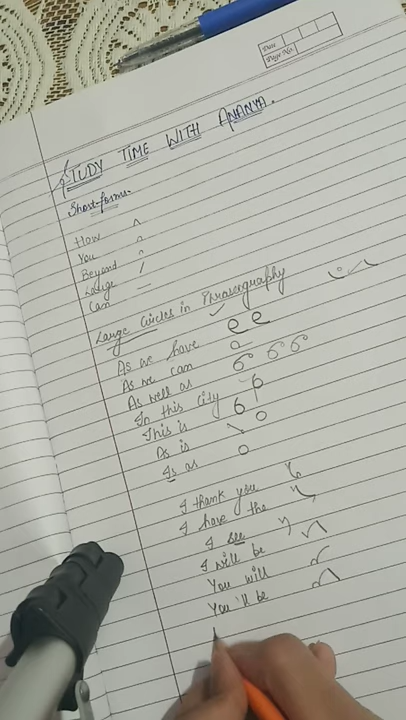 Date
Page No.
STUDY TIME WITH ANANYA.
Short-forms-
How
You
Beyond
Large
Can
Large Circles in Phraseography
As we have
As we can
As well as
In this city
This is
As is
Is as
I thank you
I have the
I see
I will be
You will
You'll be